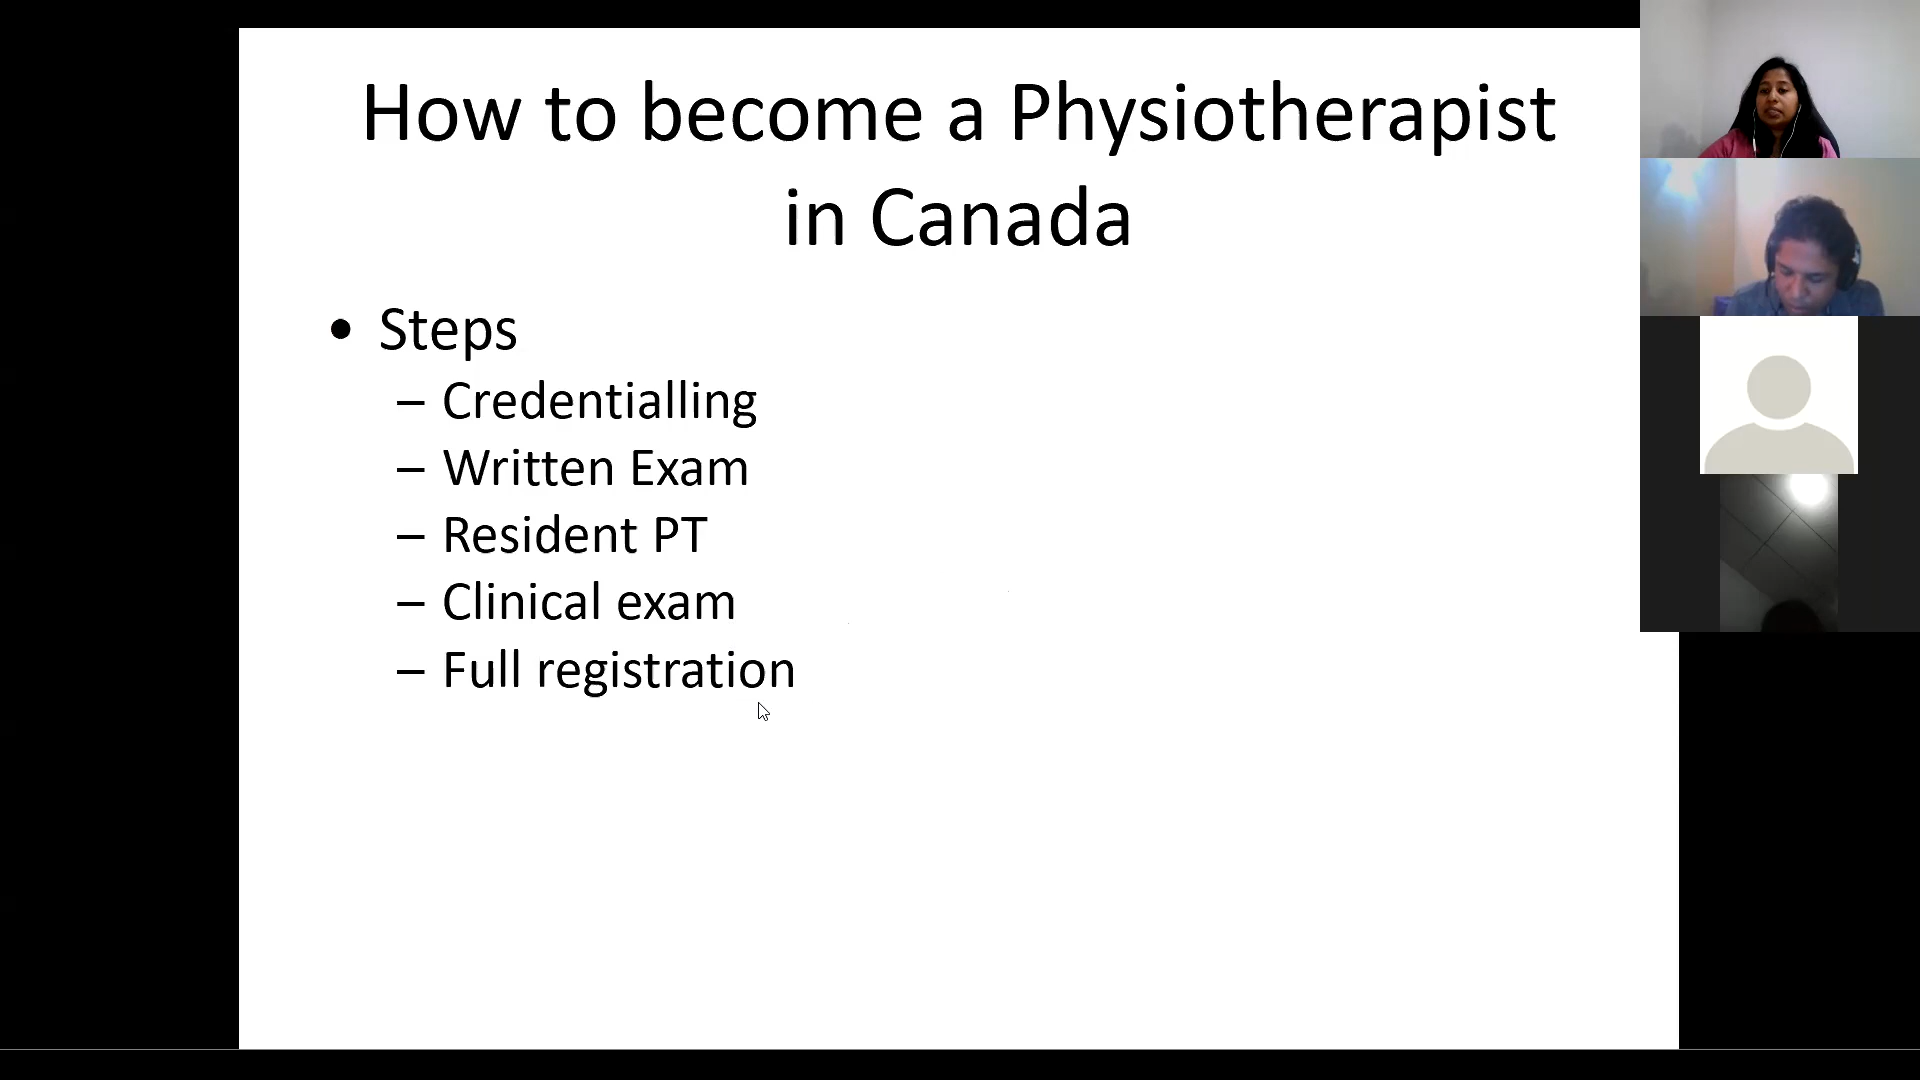 How to become a Physiotherapist
in Canada
• Steps
– Credentialling
– Written Exam
– Resident PT
– Clinical exam
– Full registration